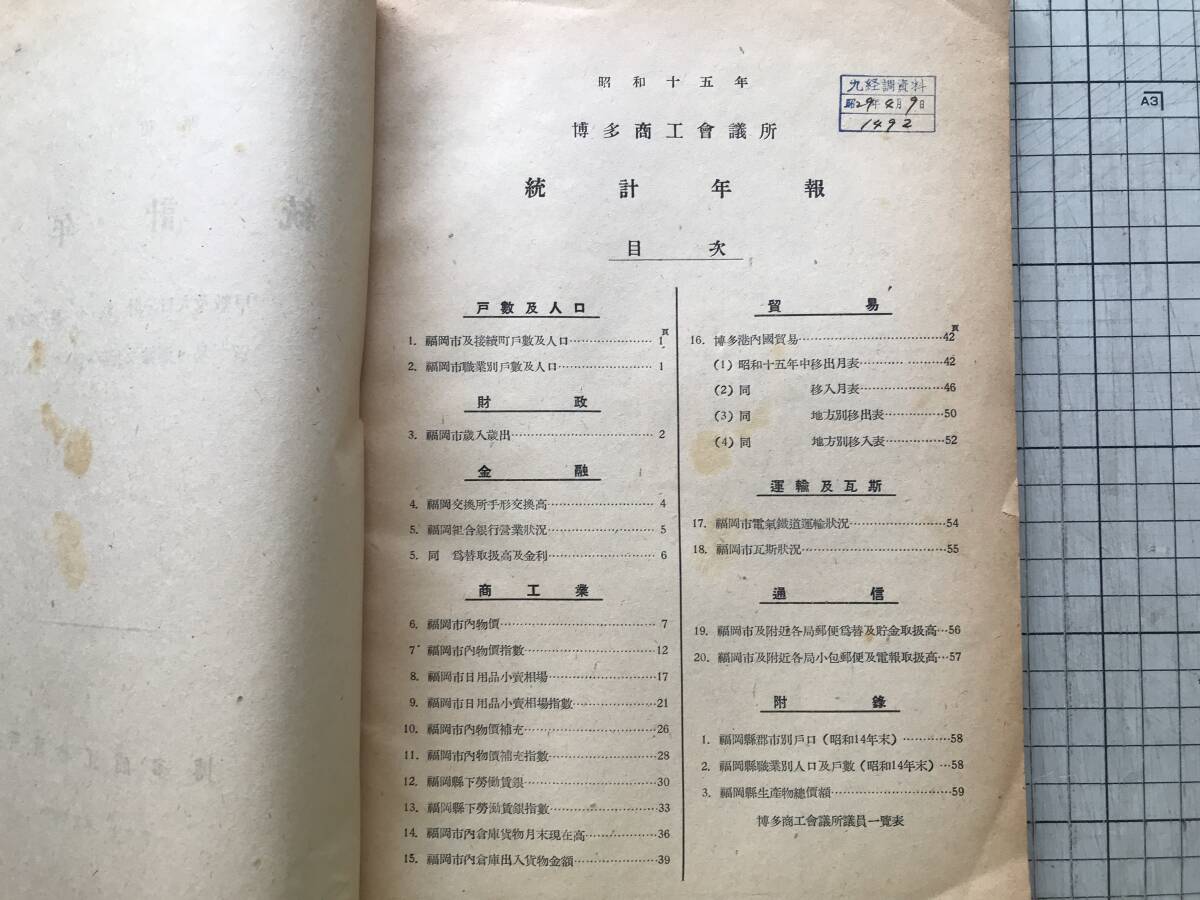 昭和十五年
博多商工會議所
統計年報
目次
九経調資料
昭29年4月9日
1492
戸數及人口
頁
1. 福岡市及接續町戸數及人口……………………1
2. 福岡市職業別戸數及人口……………………1
財政
3. 福岡市歳入歳出……………………2
金融
4. 福岡交換所手形交換高……………………4
5. 福岡組合銀行營業狀況……………………5
5. 同 爲替取扱高及金利……………………6
商工業
6. 福岡市內物價……………………7
7. 福岡市內物價指數……………………12
8. 福岡市日用品小賣相場……………………17
9. 福岡市日用品小賣相場指數……………………21
10. 福岡市內物價補充……………………26
11. 福岡市內物價補充指數……………………28
12. 福岡縣下勞働賃銀……………………30
13. 福岡縣下勞働賃銀指數……………………33
14. 福岡市內倉庫貨物月末現在高……………………36
15. 福岡市內倉庫出入貨物金額……………………39
貿易
頁
16. 博多港內國貿易……………………42
(1) 昭和十五年中移出月表……………………42
(2) 同 移入月表……………………46
(3) 同 地方別移出表……………………50
(4) 同 地方別移入表……………………52
運輸及瓦斯
17. 福岡市電氣鐵道運輸狀況……………………54
18. 福岡市瓦斯狀況……………………55
通信
19. 福岡市及附近各局郵便爲替及貯金取扱高…56
20. 福岡市及附近各局小包郵便及電報取扱高…57
附錄
1. 福岡縣郡市別戸口(昭和14年末)……58
2. 福岡縣職業別人口及戸數(昭和14年末)…58
3. 福岡縣生産物總價額……………………59
博多商工會議所議員一覽表
A3